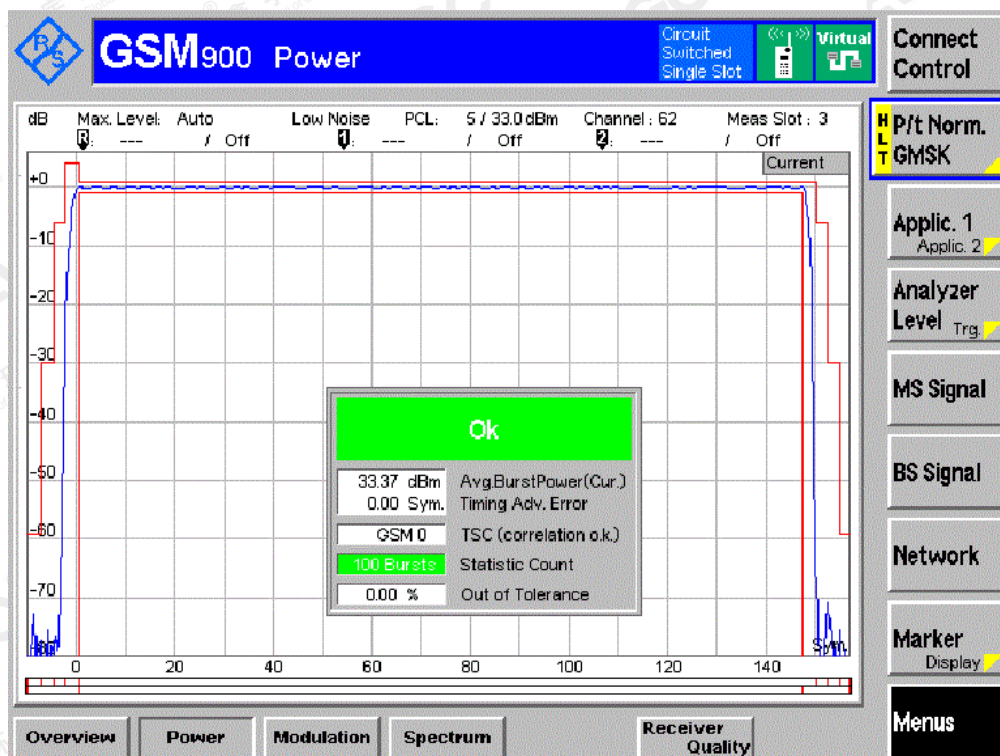 R S
GSM900 Power
Circuit
Switched
Single Slot
Virtual
Connect
Control
dB Max. Level: Auto Low Noise PCL: 5 / 33.0 dBm Channel : 62 Meas Slot : 3
R : --- / Off 1 : --- / Off 2 : --- / Off
Current
H
L
T
P/t Norm.
GMSK
Applic. 1
Applic. 2
Analyzer
Level Trg.
MS Signal
BS Signal
Network
Marker
Display
Menus
+0
-10
-20
-30
-40
-50
-60
-70
-80
Sym.
0 20 40 60 80 100 120 140
Ok
33.37 dBm Avg.BurstPower(Cur.)
0.00 Sym. Timing Adv. Error
GSM 0 TSC (correlation o.k.)
100 Bursts Statistic Count
0.00 % Out of Tolerance
Overview
Power
Modulation
Spectrum
Receiver
Quality